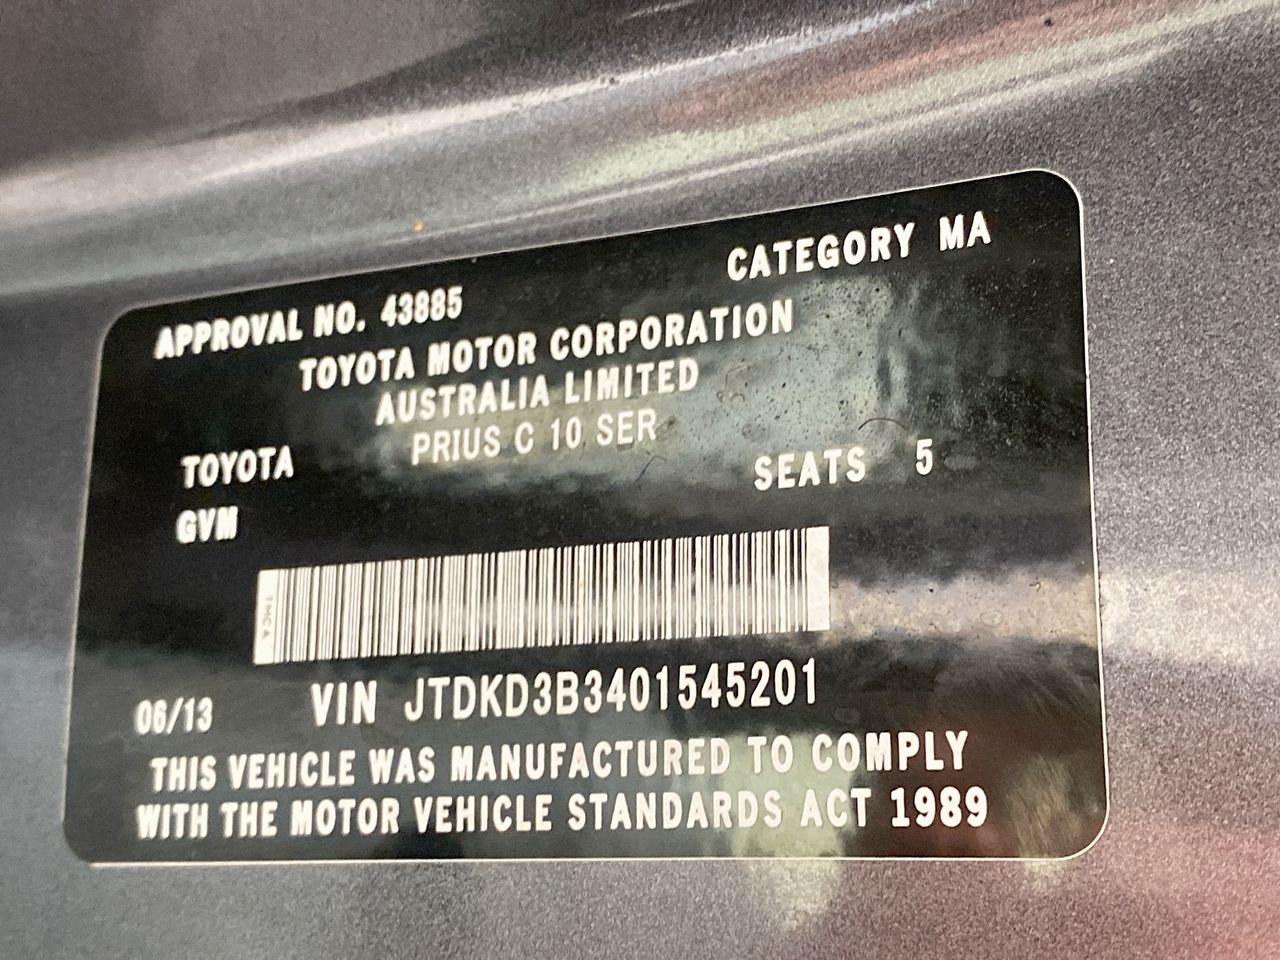 APPROVAL NO. 43885 CATEGORY MA
TOYOTA MOTOR CORPORATION
AUSTRALIA LIMITED
PRIUS C 10 SER
TOYOTA SEATS 5
GVM
TMCA
06/13 VIN JTDKD3B3401545201
THIS VEHICLE WAS MANUFACTURED TO COMPLY
WITH THE MOTOR VEHICLE STANDARDS ACT 1989